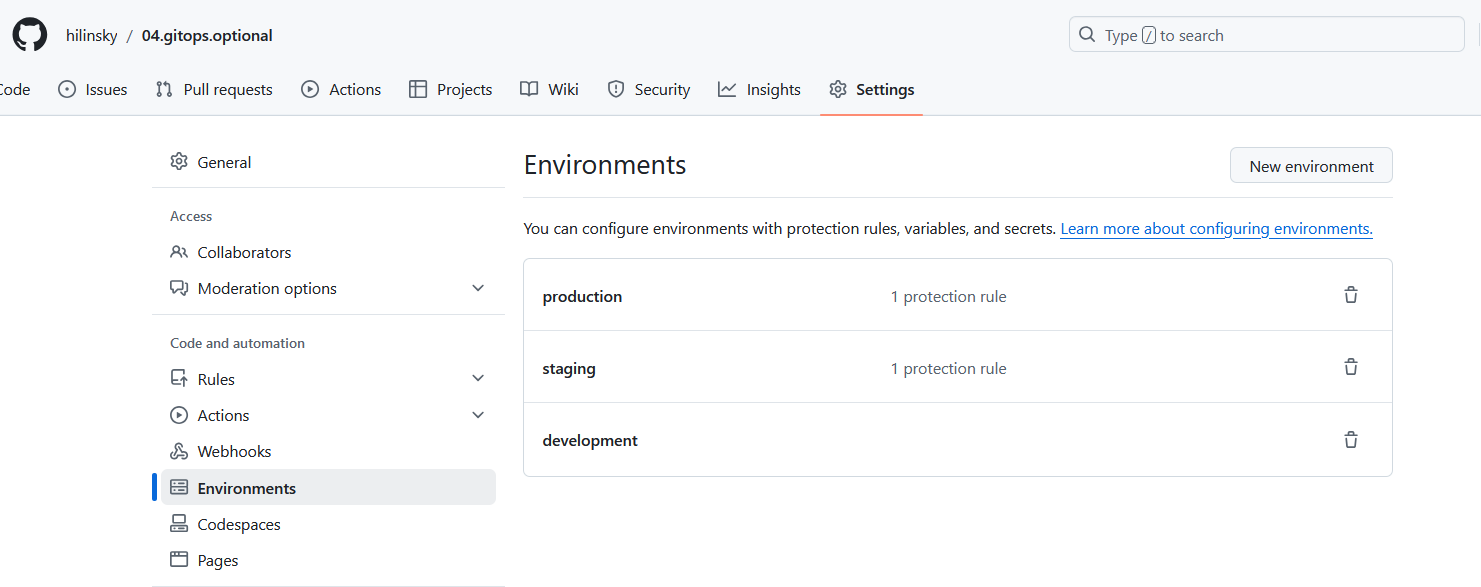 hilinsky / 04.gitops.optional
Type / to search
Code Issues Pull requests Actions Projects Wiki Security Insights Settings
General
Access
Collaborators
Moderation options
Code and automation
Rules
Actions
Webhooks
Environments
Codespaces
Pages
Environments
New environment
You can configure environments with protection rules, variables, and secrets. Learn more about configuring environments.
production 1 protection rule
staging 1 protection rule
development